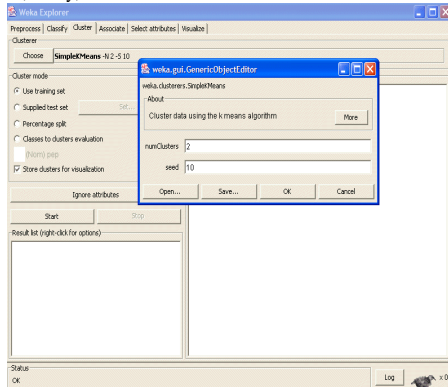 Weka Explorer
Preprocess Classify Cluster Associate Select attributes Visualize
Clusterer
Choose SimpleKMeans -N 2 -S 10
Cluster mode
Use training set
Supplied test set Set...
Percentage split
Classes to clusters evaluation
(Nom) pep
Store clusters for visualization
Ignore attributes
Start Stop
Result list (right-click for options)
weka.gui.GenericObjectEditor
weka.clusterers.SimpleKMeans
About
Cluster data using the k means algorithm
More
numClusters 2
seed 10
Open... Save... OK Cancel
Status
OK
Log x 0